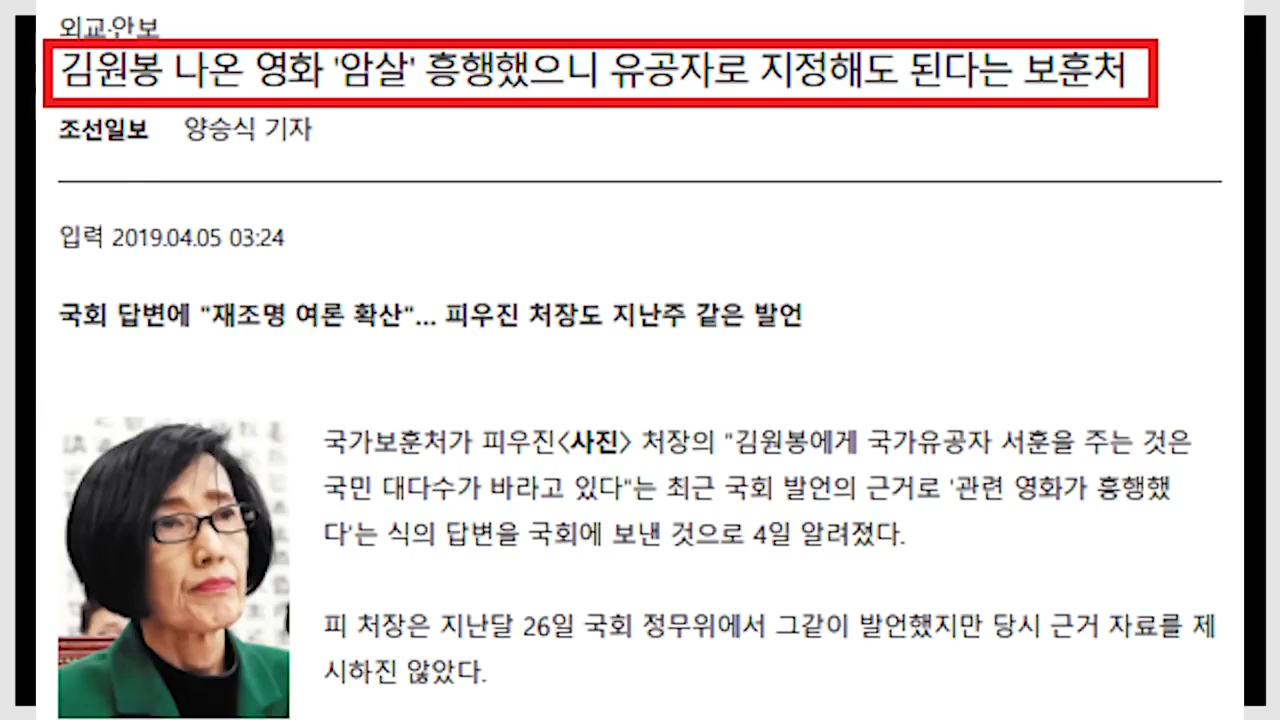 외교·안보
김원봉 나온 영화 '암살' 흥행했으니 유공자로 지정해도 된다는 보훈처
조선일보 양승식 기자
입력 2019.04.05 03:24
국회 답변에 "재조명 여론 확산"... 피우진 처장도 지난주 같은 발언
국가보훈처가 피우진<사진> 처장의 "김원봉에게 국가유공자 서훈을 주는 것은
국민 대다수가 바라고 있다"는 최근 국회 발언의 근거로 '관련 영화가 흥행했
다'는 식의 답변을 국회에 보낸 것으로 4일 알려졌다.
피 처장은 지난달 26일 국회 정무위에서 그같이 발언했지만 당시 근거 자료를 제
시하진 않았다.